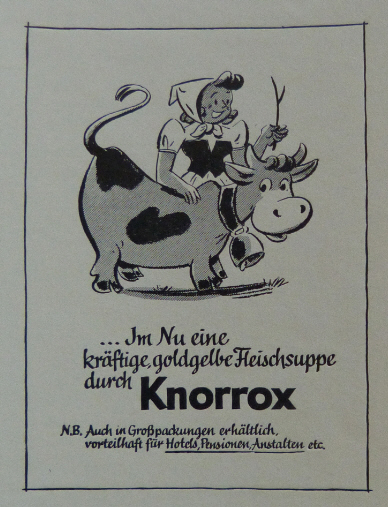 ... Im Nu eine
kräftige, goldgelbe Fleischsuppe
durch Knorrox
N.B. Auch in Großpackungen erhältlich,
vorteilhaft für Hotels, Pensionen, Anstalten etc.